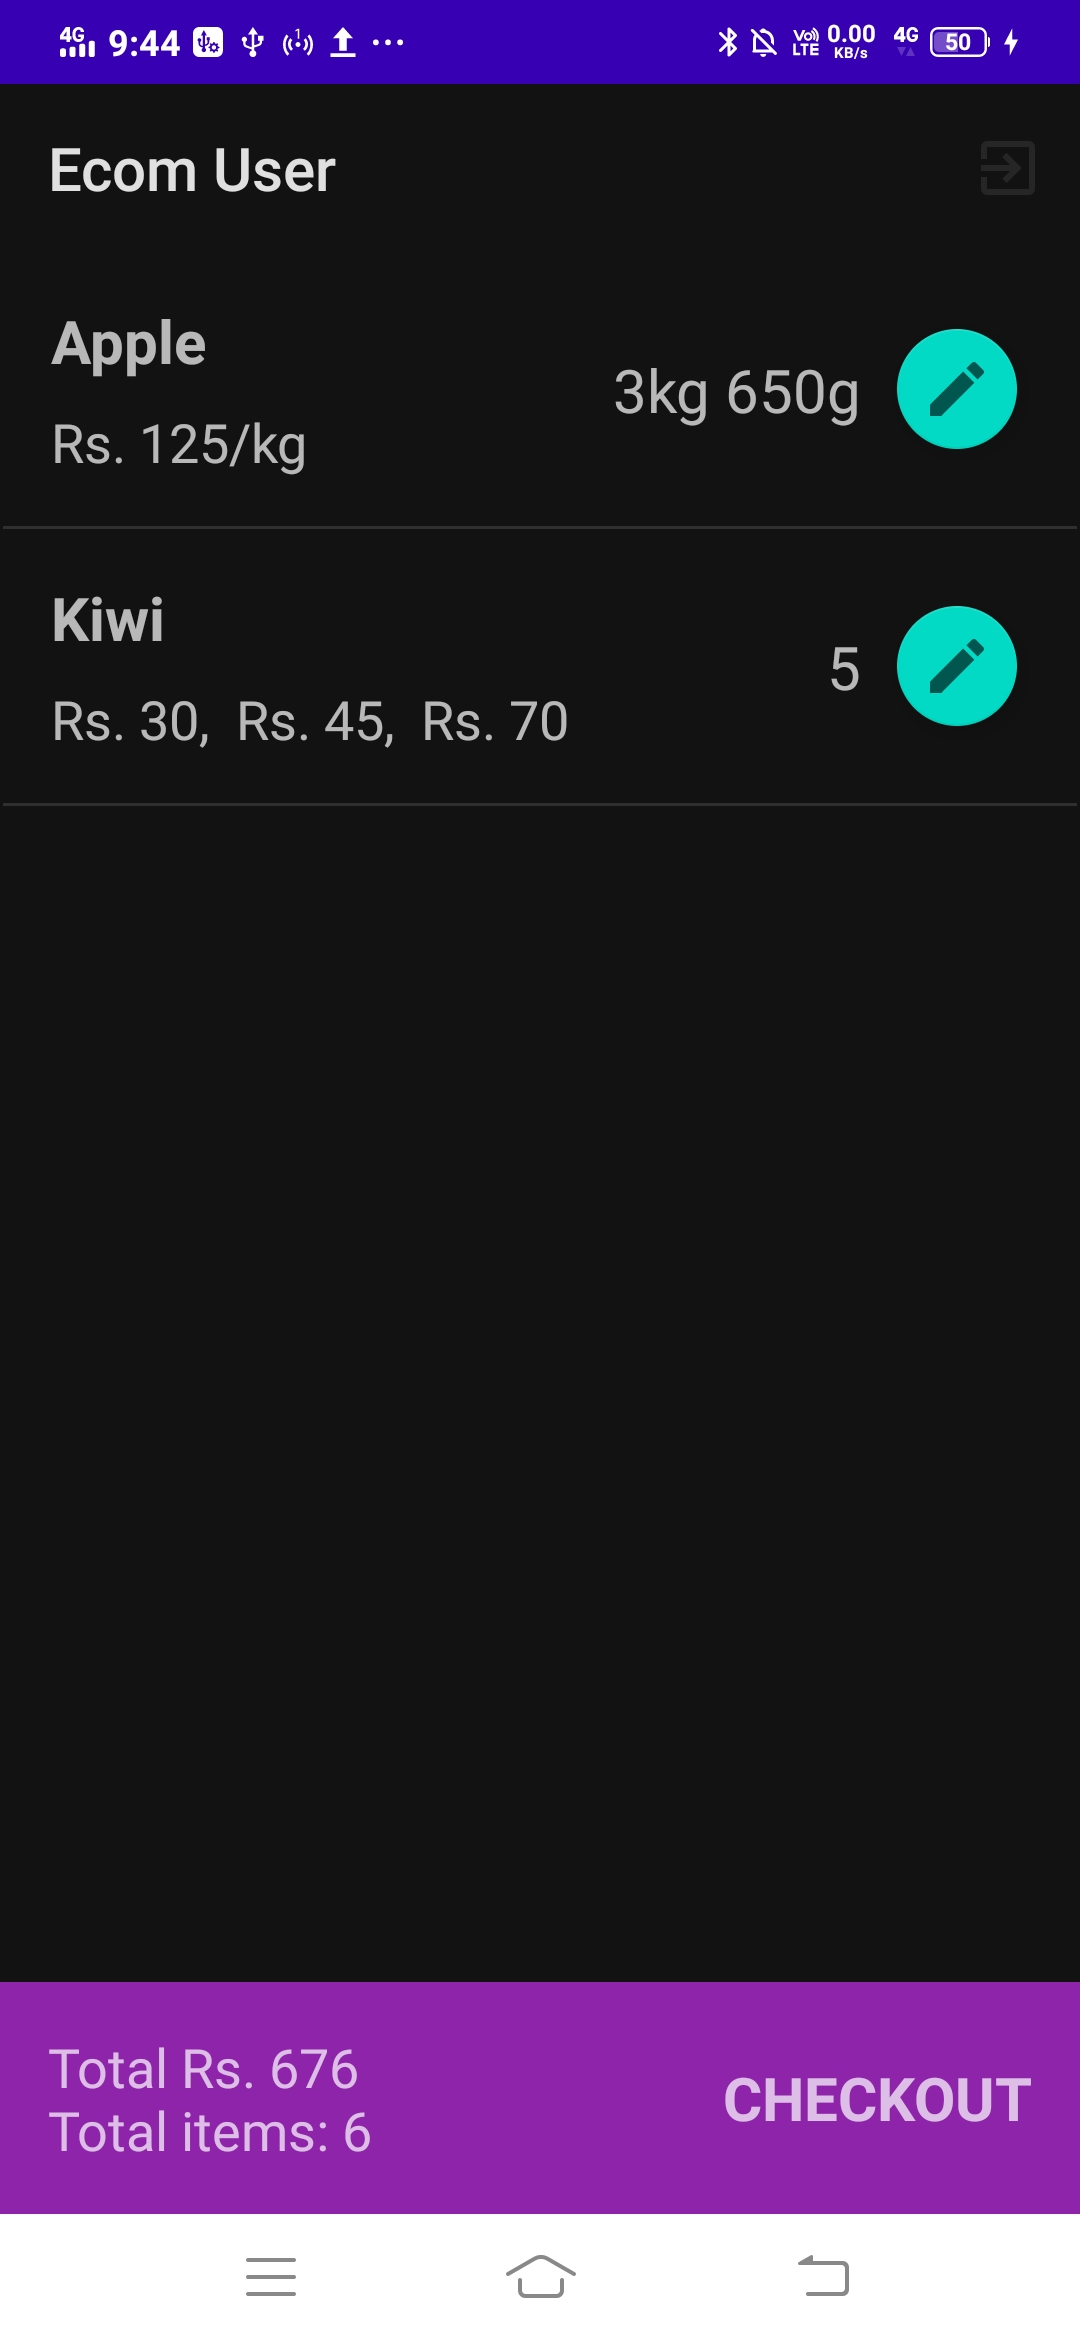 4G 9:44 1 ... Vo) LTE 0.00 KB/s 4G 50
Ecom User
Apple
3kg 650g
Rs. 125/kg
Kiwi
5
Rs. 30, Rs. 45, Rs. 70
Total Rs. 676
Total items: 6
CHECKOUT